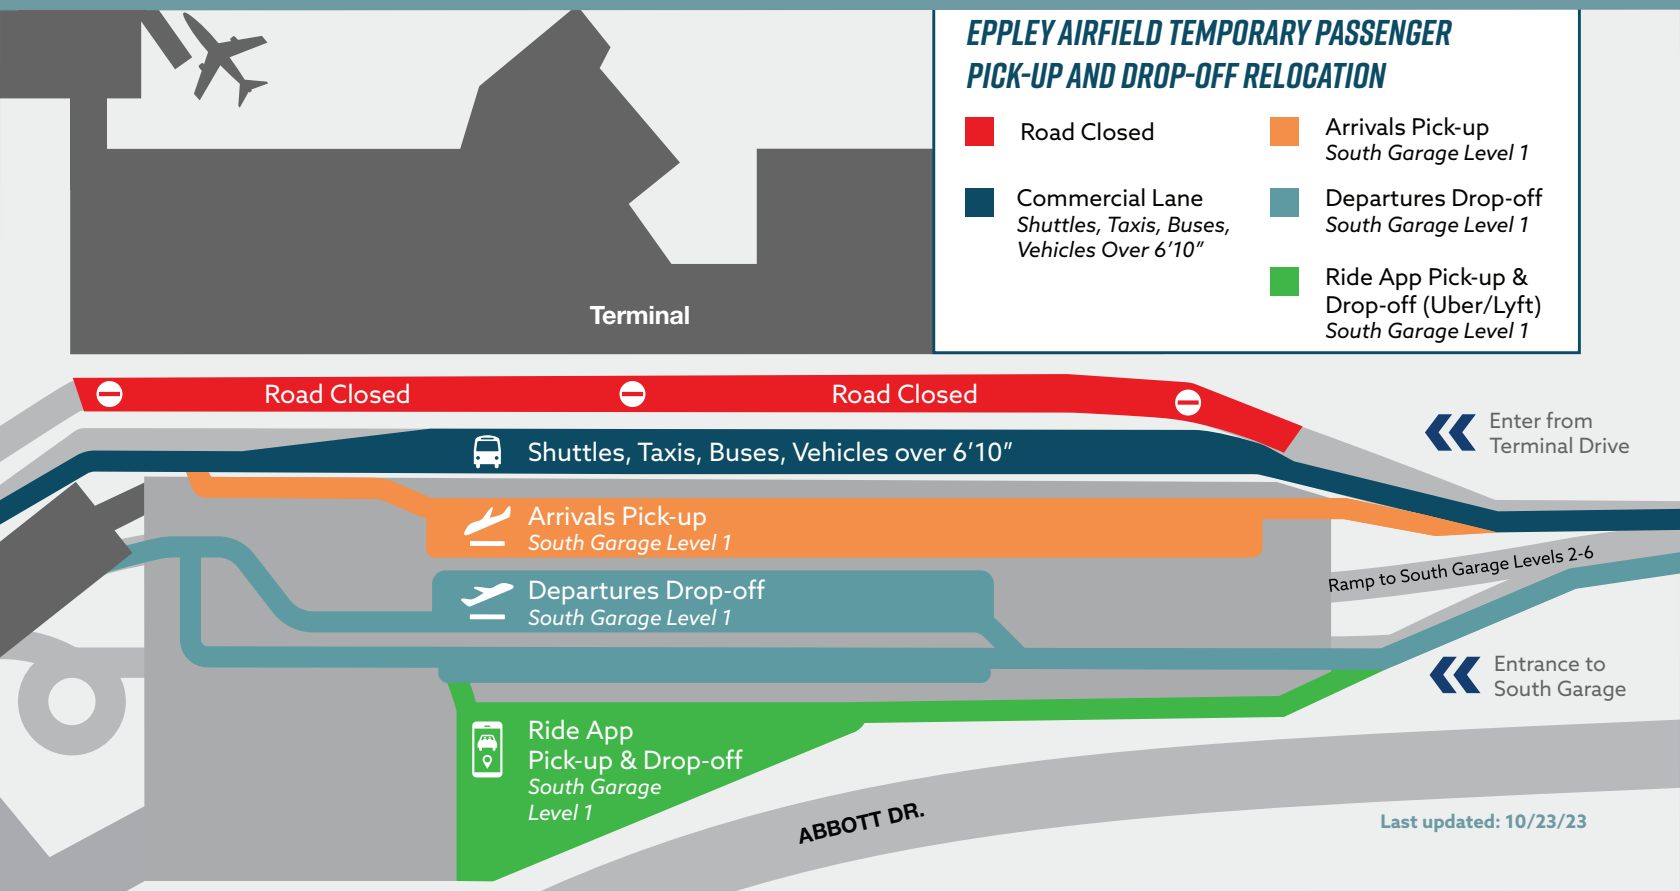 EPPLEY AIRFIELD TEMPORARY PASSENGER
PICK-UP AND DROP-OFF RELOCATION
Road Closed
Commercial Lane
Shuttles, Taxis, Buses,
Vehicles Over 6’10”
Arrivals Pick-up
South Garage Level 1
Departures Drop-off
South Garage Level 1
Ride App Pick-up &
Drop-off (Uber/Lyft)
South Garage Level 1
Terminal
Road Closed
Road Closed
Enter from
Terminal Drive
Shuttles, Taxis, Buses, Vehicles over 6’10”
Arrivals Pick-up
South Garage Level 1
Ramp to South Garage Levels 2-6
Departures Drop-off
South Garage Level 1
Entrance to
South Garage
Ride App
Pick-up & Drop-off
South Garage
Level 1
ABBOTT DR.
Last updated: 10/23/23